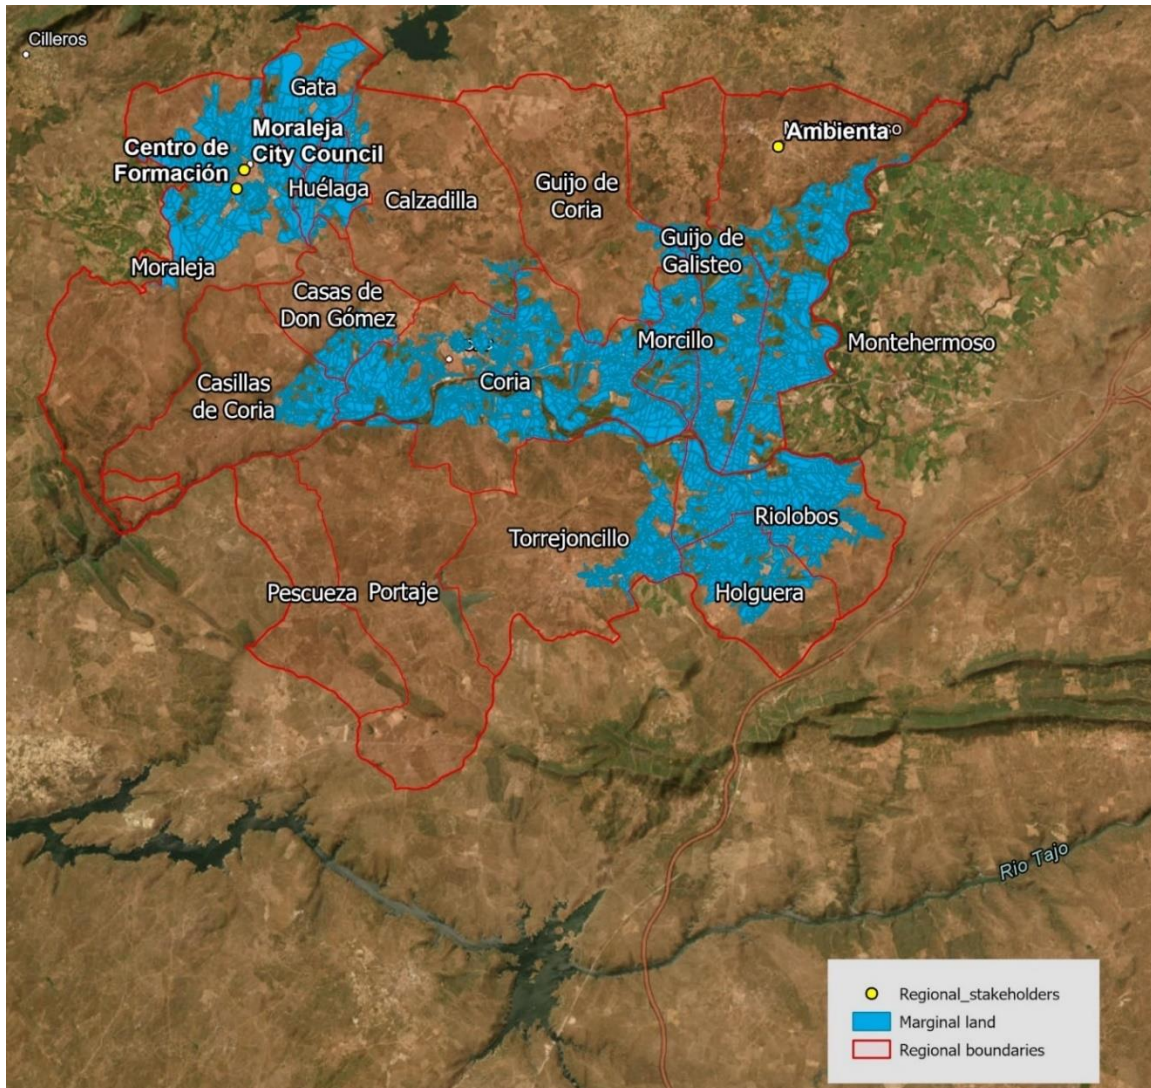 Cilleros
Gata
Moraleja
City Council
Centro de
Formación
Huélaga
Calzadilla
Guijo de
Coria
Ambienta
Guijo de
Galisteo
Moraleja
Casas de
Don Gómez
Morcillo
Montehermoso
Casillas
de Coria
Coria
Torrejoncillo
Riolobos
Pescueza
Portaje
Holguera
Rio Tajo
Regional_stakeholders
Marginal land
Regional boundaries